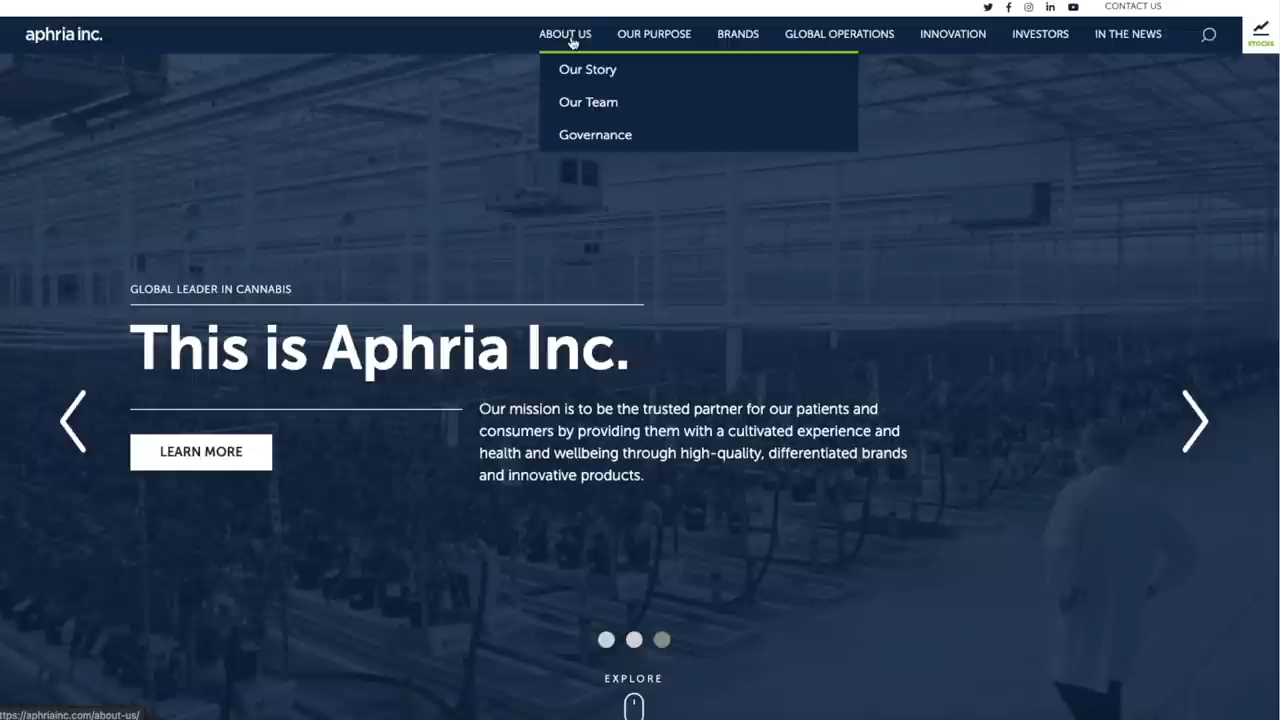 CONTACT US
aphria inc.
ABOUT US OUR PURPOSE BRANDS GLOBAL OPERATIONS INNOVATION INVESTORS IN THE NEWS
STOCKS
Our Story
Our Team
Governance
GLOBAL LEADER IN CANNABIS
This is Aphria Inc.
Our mission is to be the trusted partner for our patients and
consumers by providing them with a cultivated experience and
health and wellbeing through high-quality, differentiated brands
and innovative products.
LEARN MORE
EXPLORE
ttps://aphriainc.com/about-us/